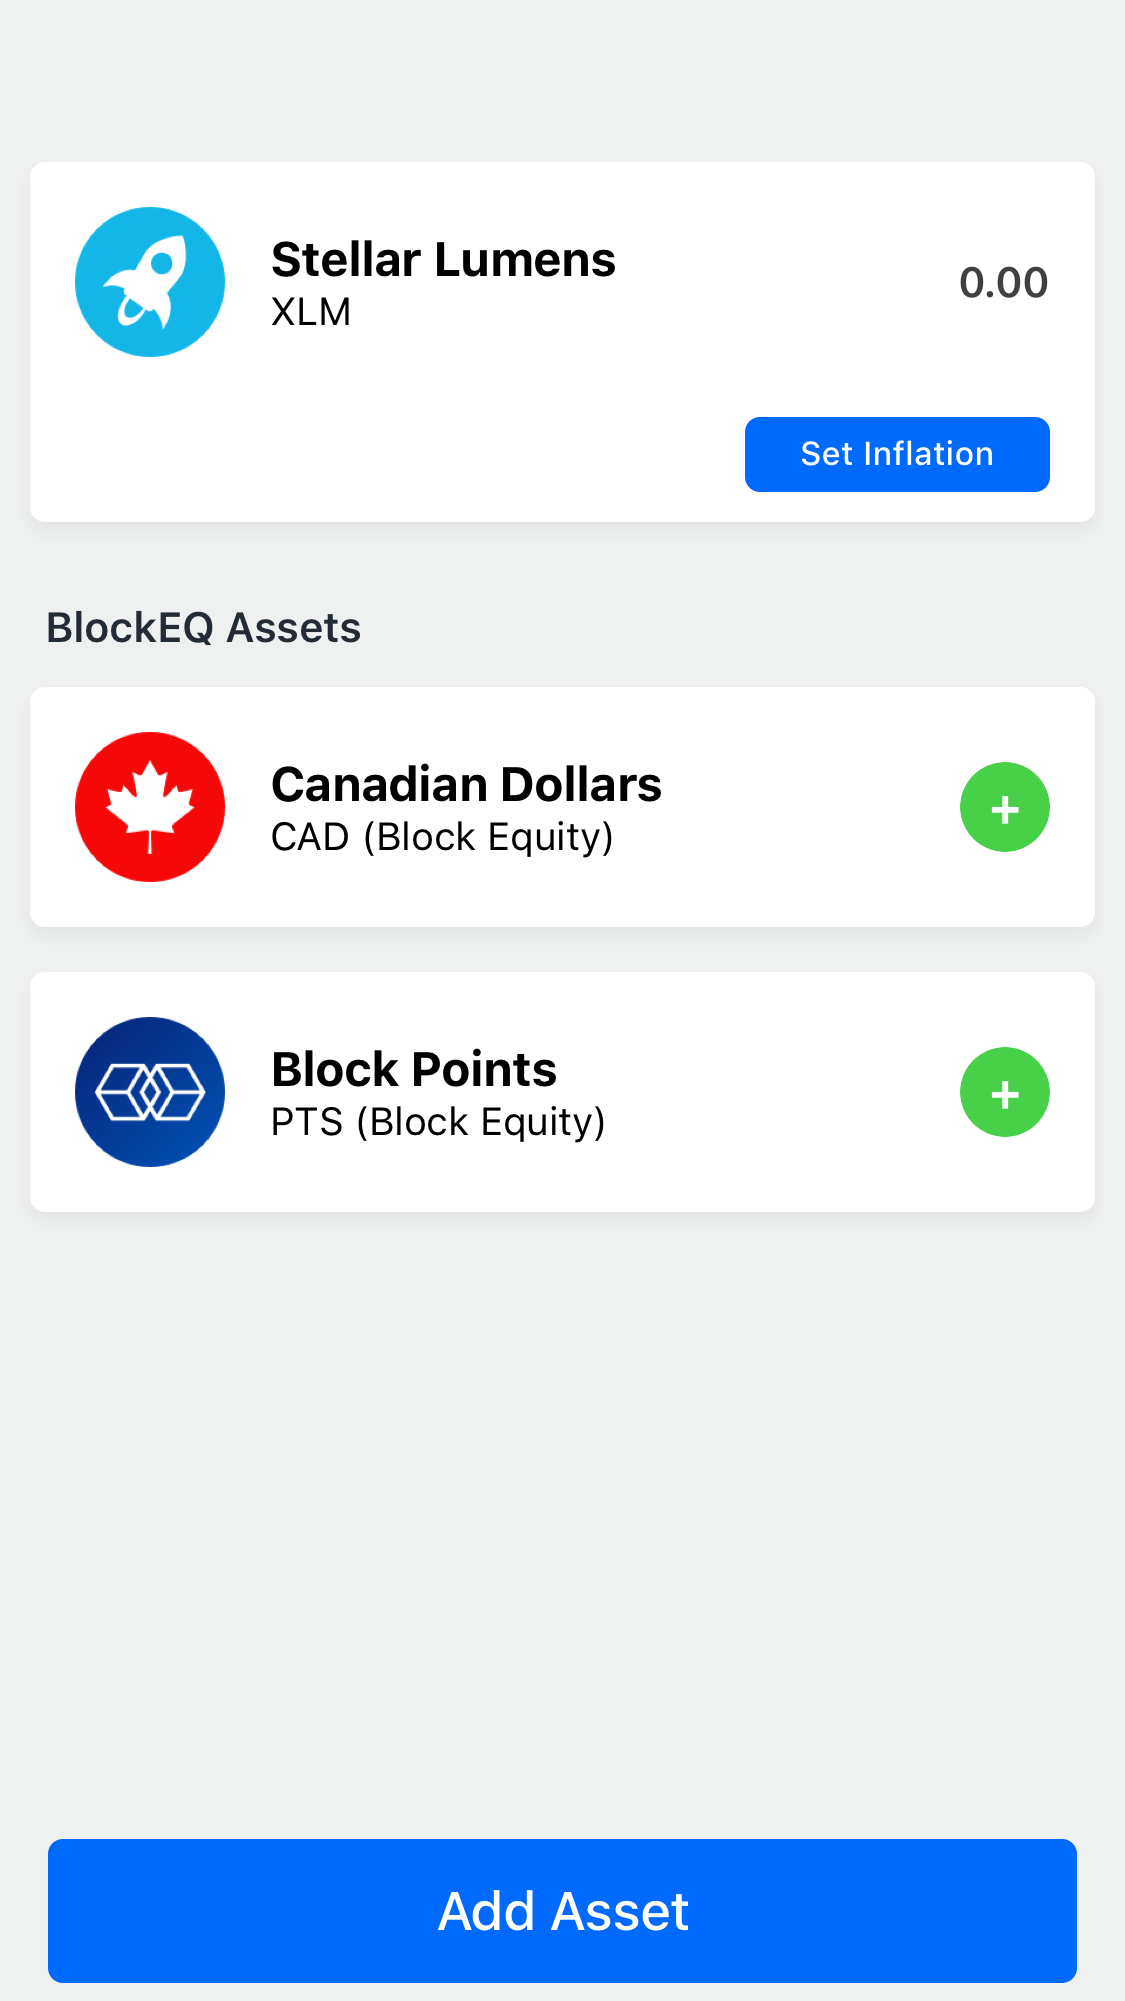 Stellar Lumens
XLM
0.00
Set Inflation
BlockEQ Assets
Canadian Dollars
CAD (Block Equity)
+
Block Points
PTS (Block Equity)
+
Add Asset